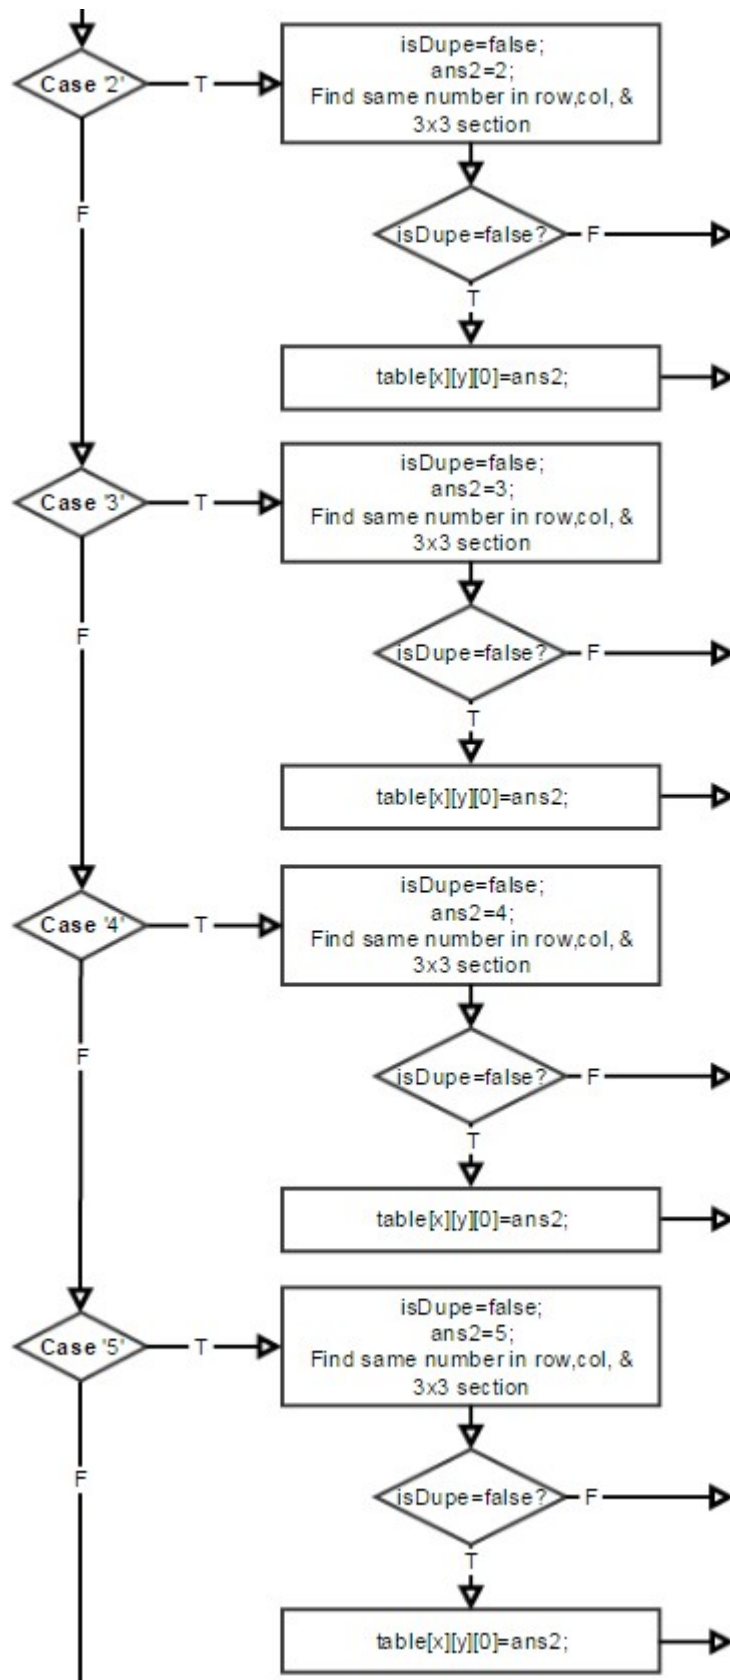 Case '2'
T
isDupe=false;
ans2=2;
Find same number in row,col, &
3x3 section
F
isDupe=false?
F
T
table[x][y][0]=ans2;
Case '3'
T
isDupe=false;
ans2=3;
Find same number in row,col, &
3x3 section
F
isDupe=false?
F
T
table[x][y][0]=ans2;
Case '4'
T
isDupe=false;
ans2=4;
Find same number in row,col, &
3x3 section
F
isDupe=false?
F
T
table[x][y][0]=ans2;
Case '5'
T
isDupe=false;
ans2=5;
Find same number in row,col, &
3x3 section
F
isDupe=false?
F
T
table[x][y][0]=ans2;